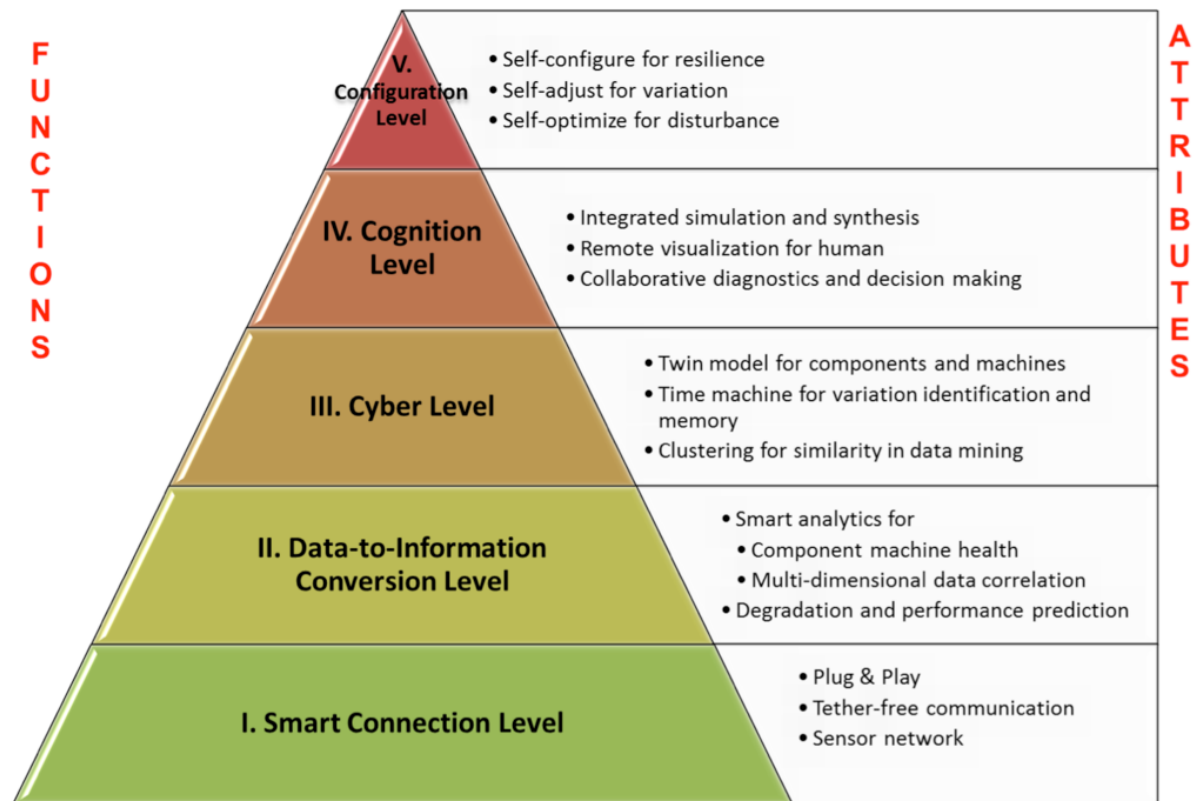 FUNCTIONS
ATTRIBUTES
V.
Configuration
Level
• Self-configure for resilience
• Self-adjust for variation
• Self-optimize for disturbance
IV. Cognition
Level
• Integrated simulation and synthesis
• Remote visualization for human
• Collaborative diagnostics and decision making
III. Cyber Level
• Twin model for components and machines
• Time machine for variation identification and
memory
• Clustering for similarity in data mining
II. Data-to-Information
Conversion Level
• Smart analytics for
• Component machine health
• Multi-dimensional data correlation
• Degradation and performance prediction
I. Smart Connection Level
• Plug & Play
• Tether-free communication
• Sensor network